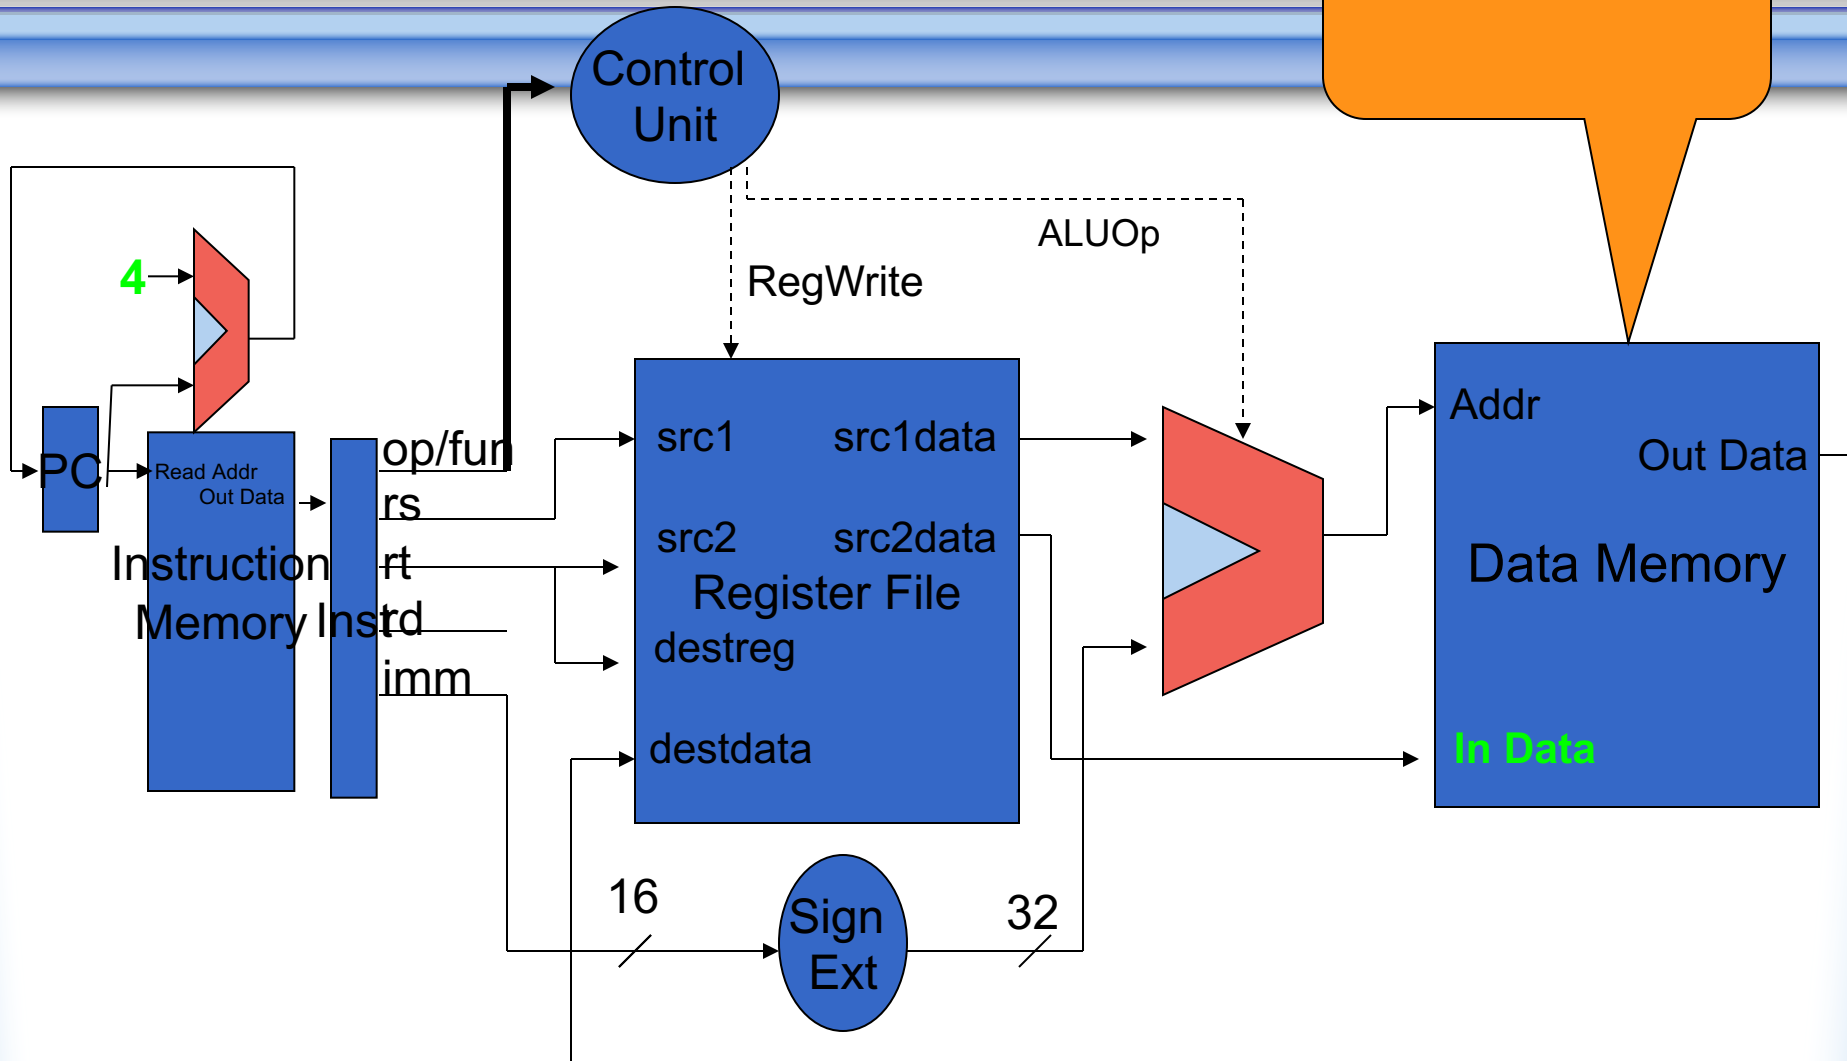 Control
Unit
ALUOp
RegWrite
4
PC
Read Addr
Out Data
Instruction
Memory
Inst
op/fun
rs
rt
rd
imm
src1
src1data
src2
src2data
Register File
destreg
destdata
Addr
Out Data
Data Memory
In Data
16
Sign
Ext
32